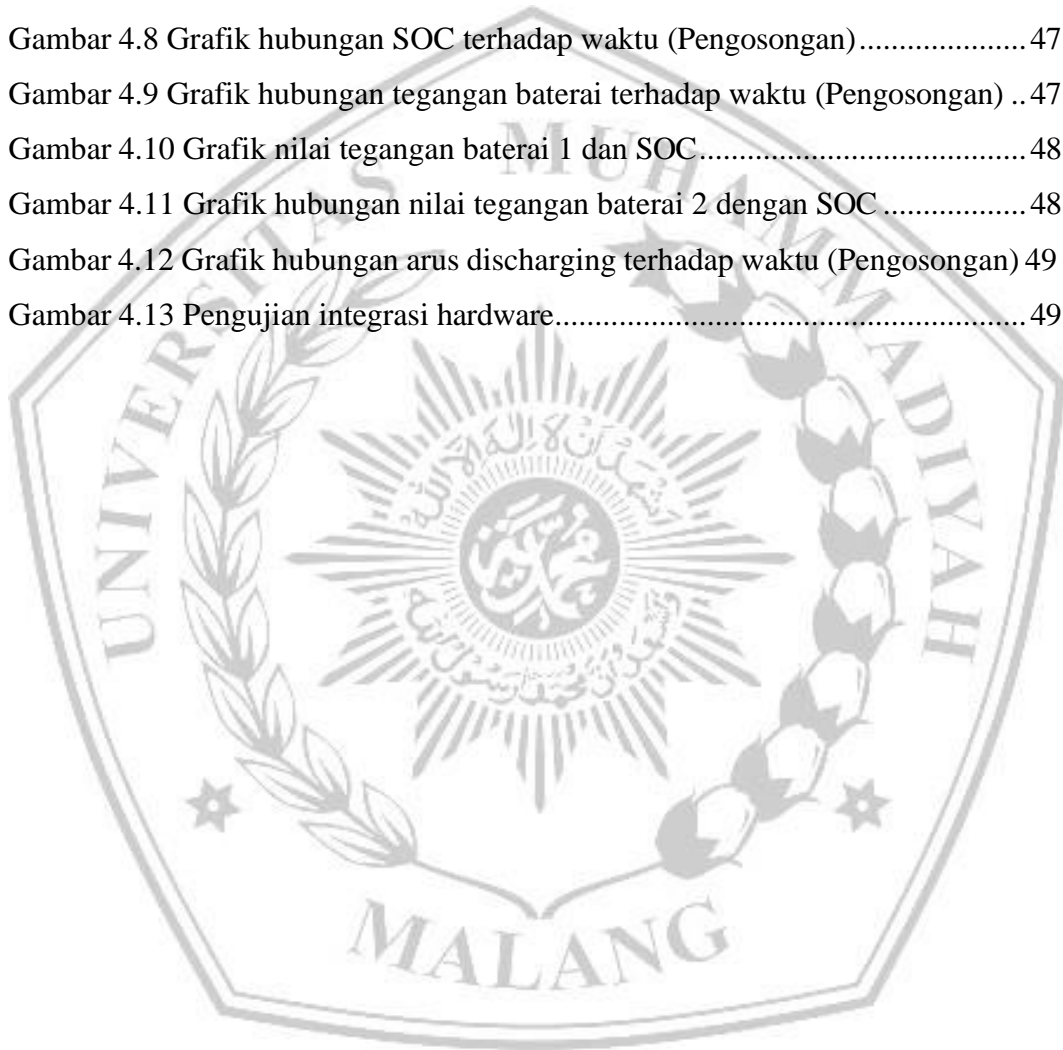 Gambar 4.8 Grafik hubungan SOC terhadap waktu (Pengosongan)..................... 47
Gambar 4.9 Grafik hubungan tegangan baterai terhadap waktu (Pengosongan) .. 47
Gambar 4.10 Grafik nilai tegangan baterai 1 dan SOC......................................... 48
Gambar 4.11 Grafik hubungan nilai tegangan baterai 2 dengan SOC .................. 48
Gambar 4.12 Grafik hubungan arus discharging terhadap waktu (Pengosongan) 49
Gambar 4.13 Pengujian integrasi hardware........................................................... 49
UNIVERSITAS MUHAMMADIYAH
MALANG